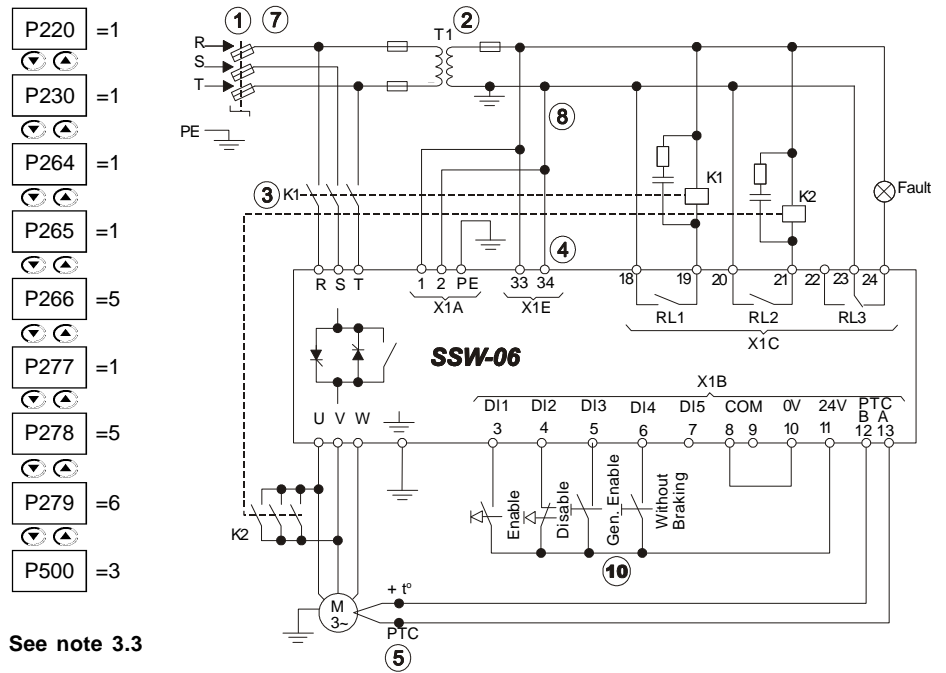 P220 =1
P230 =1
P264 =1
P265 =1
P266 =5
P277 =1
P278 =5
P279 =6
P500 =3
See note 3.3
1 7 T1 2
R
S
T
PE
8
3 K1
K1
K2
Fault
4
R S T 1 2 PE 33 34 18 19 20 21 22 23 24
X1A X1E RL1 RL2 RL3
X1C
SSW-06
X1B
U V W DI1 DI2 DI3 DI4 DI5 COM 0V 24V PTC
B A
3 4 5 6 7 8 9 10 11 12 13
Enable
Disable
Gen. Enable
Without
Braking
K2
10
M
3~
+ tº
PTC
5